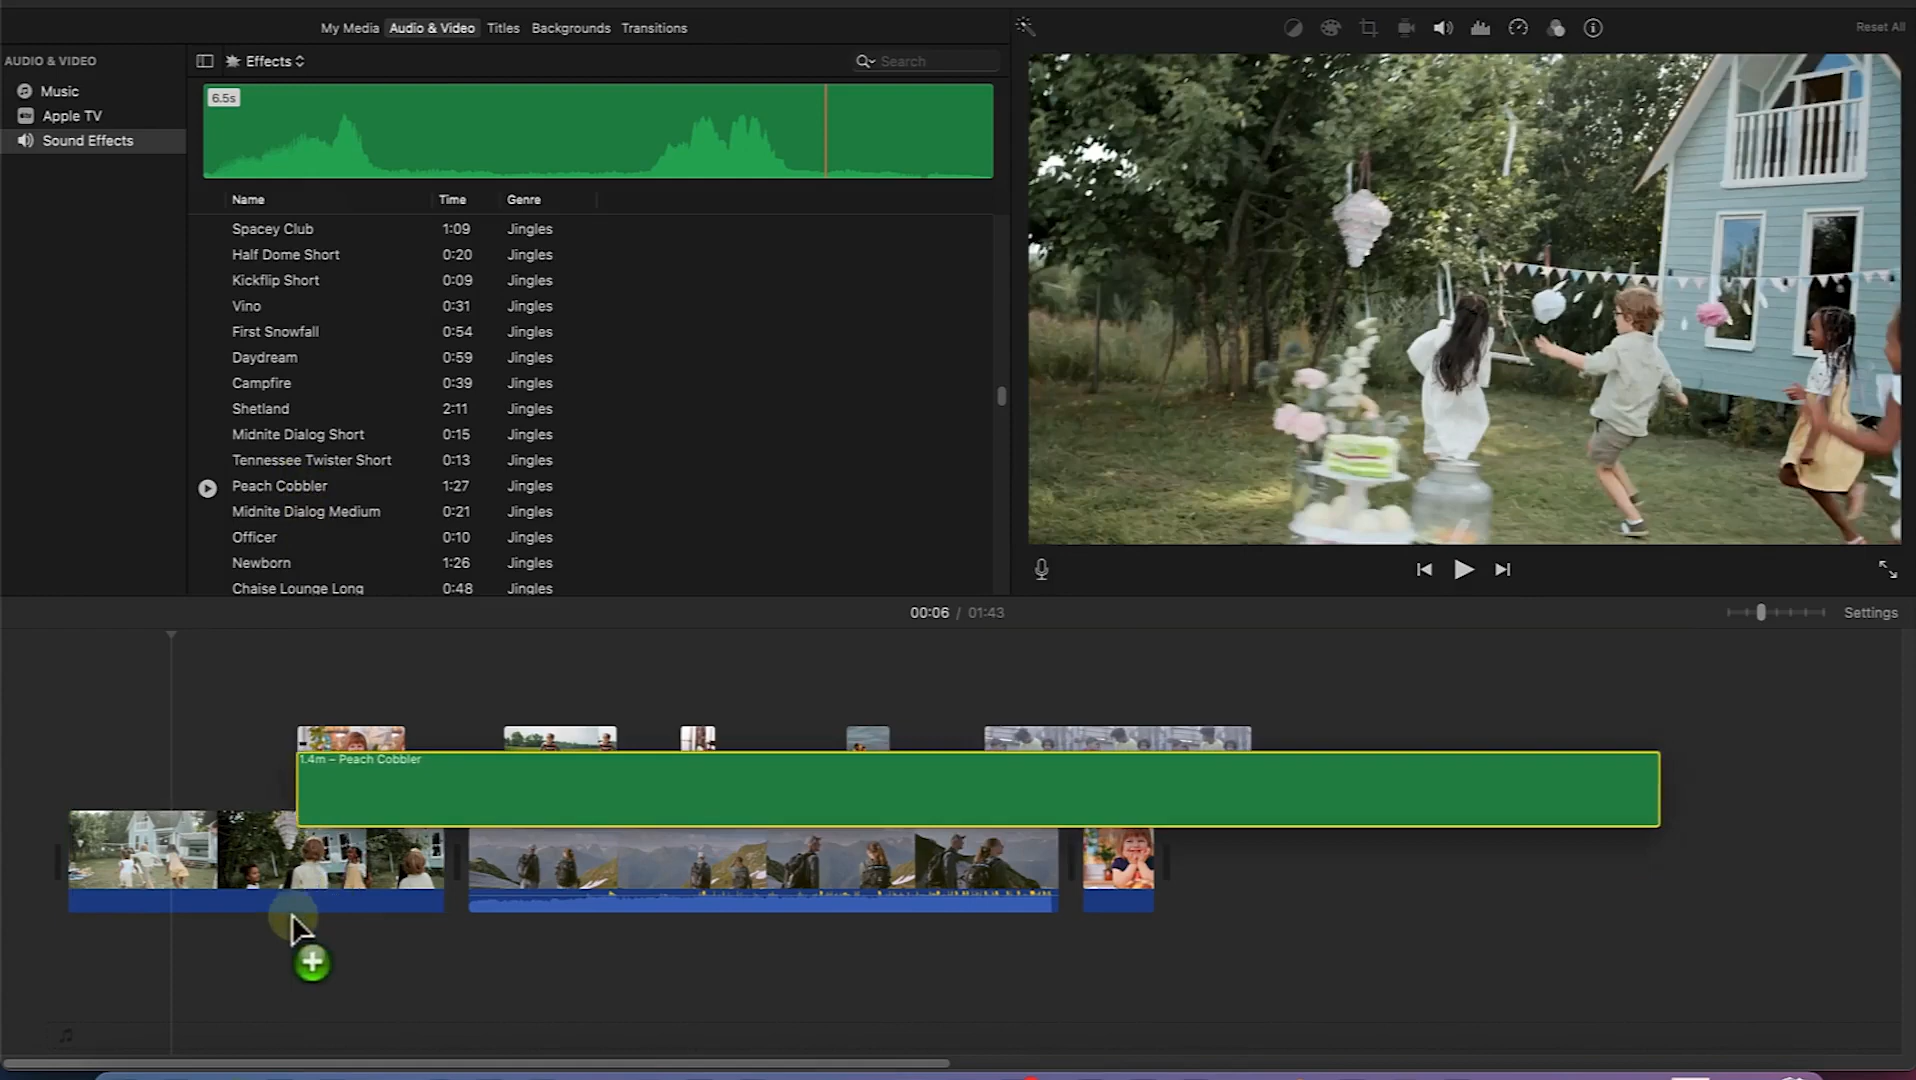 My Media Audio & Video Titles Backgrounds Transitions
Reset All
AUDIO & VIDEO
Music
Apple TV
Sound Effects
Effects
Search
6.5s
Name Time Genre
Spacey Club 1:09 Jingles
Half Dome Short 0:20 Jingles
Kickflip Short 0:09 Jingles
Vino 0:31 Jingles
First Snowfall 0:54 Jingles
Daydream 0:59 Jingles
Campfire 0:39 Jingles
Shetland 2:11 Jingles
Midnite Dialog Short 0:15 Jingles
Tennessee Twister Short 0:13 Jingles
Peach Cobbler 1:27 Jingles
Midnite Dialog Medium 0:21 Jingles
Officer 0:10 Jingles
Newborn 1:26 Jingles
Chaise Lounge Long 0:48 Jingles
00:06 / 01:43
Settings
1.4m – Peach Cobbler